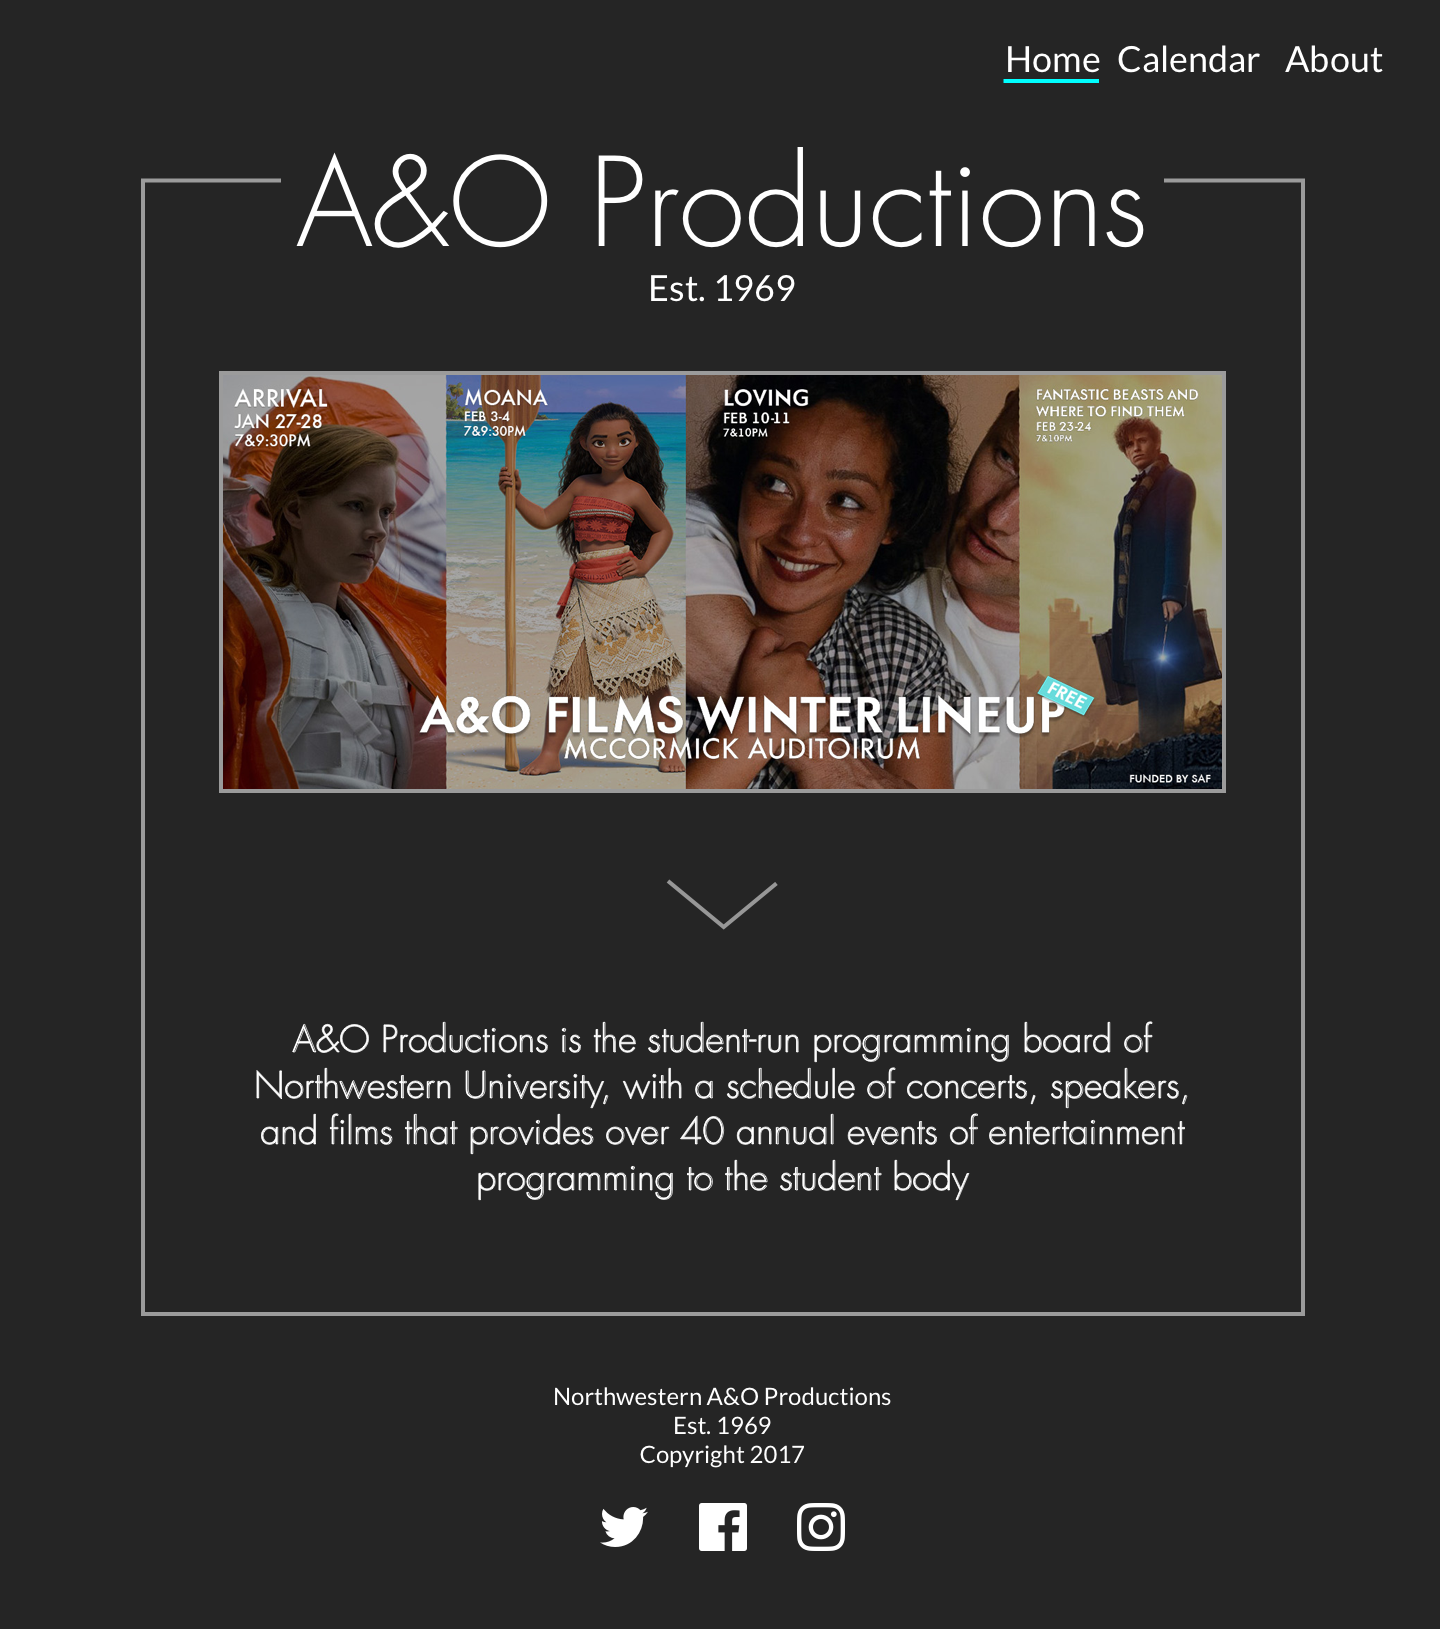 Home Calendar About
A&O Productions
Est. 1969
ARRIVAL
JAN 27-28
7&9:30PM
MOANA
FEB 3-4
7&9:30PM
LOVING
FEB 10-11
7&10PM
FANTASTIC BEASTS AND
WHERE TO FIND THEM
FEB 23-24
7&10PM
FREE
A&O FILMS WINTER LINEUP
MCCORMICK AUDITOIRUM
FUNDED BY SAF
A&O Productions is the student-run programming board of
Northwestern University, with a schedule of concerts, speakers,
and films that provides over 40 annual events of entertainment
programming to the student body
Northwestern A&O Productions
Est. 1969
Copyright 2017